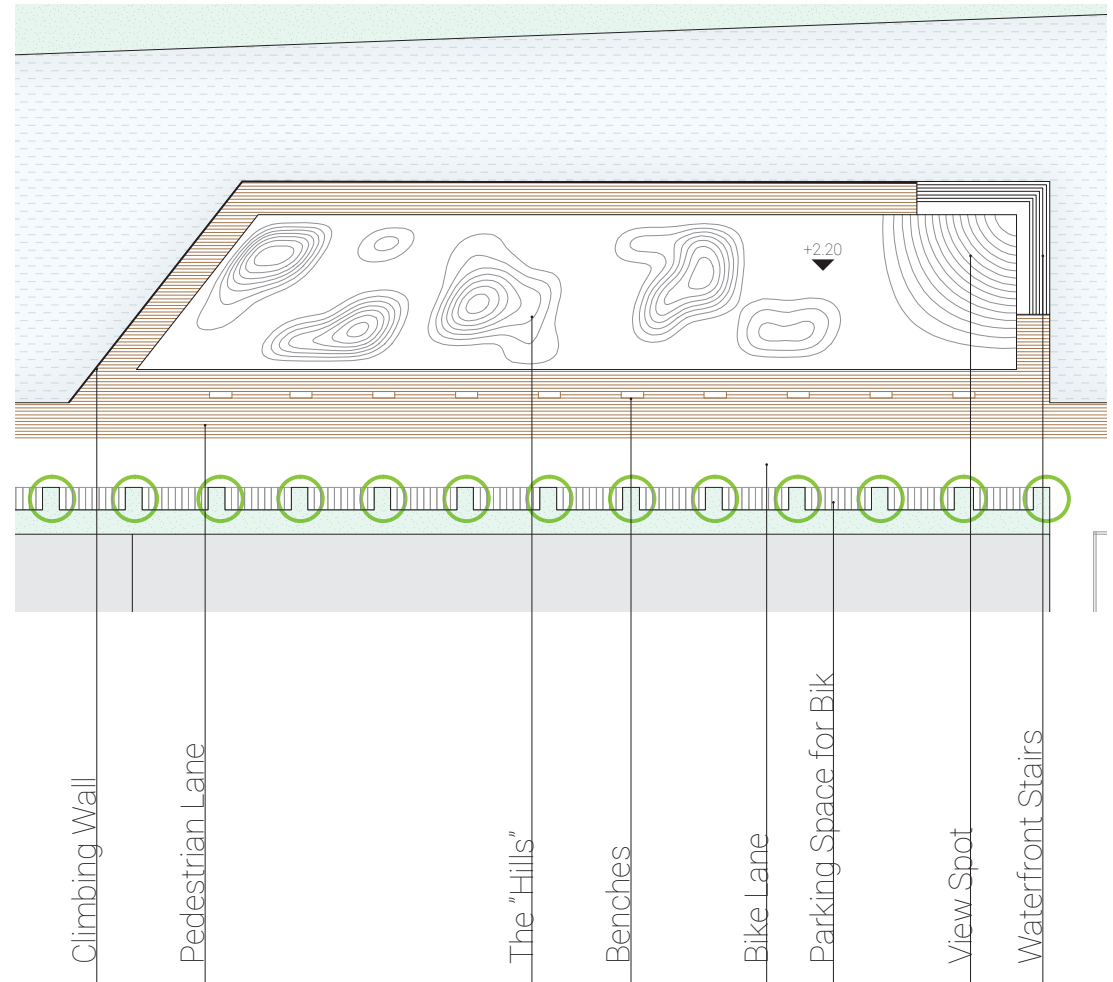 +2.20
Climbing Wall
Pedestrian Lane
The "Hills"
Benches
Bike Lane
Parking Space for Bik
View Spot
Waterfront Stairs